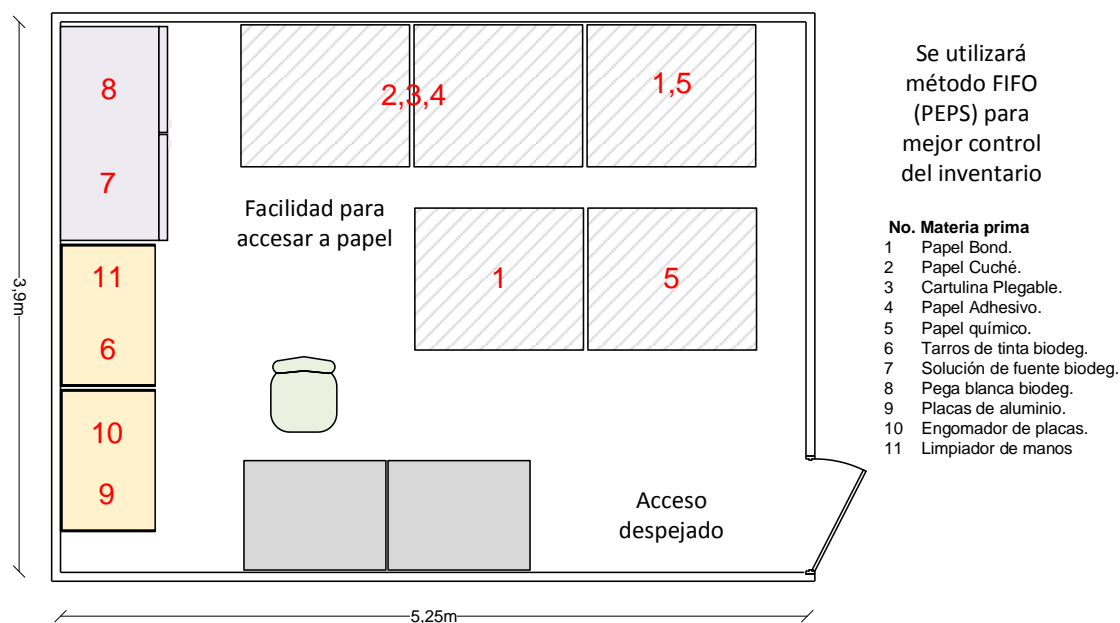 8
7
11
6
10
9
2,3,4
1,5
Facilidad para
accesar a papel
1
5
Acceso
despejado
3,9m
5,25m
Se utilizará
método FIFO
(PEPS) para
mejor control
del inventario
No. Materia prima
1 Papel Bond.
2 Papel Cuché.
3 Cartulina Plegable.
4 Papel Adhesivo.
5 Papel químico.
6 Tarros de tinta biodeg.
7 Solución de fuente biodeg.
8 Pega blanca biodeg.
9 Placas de aluminio.
10 Engomador de placas.
11 Limpiador de manos